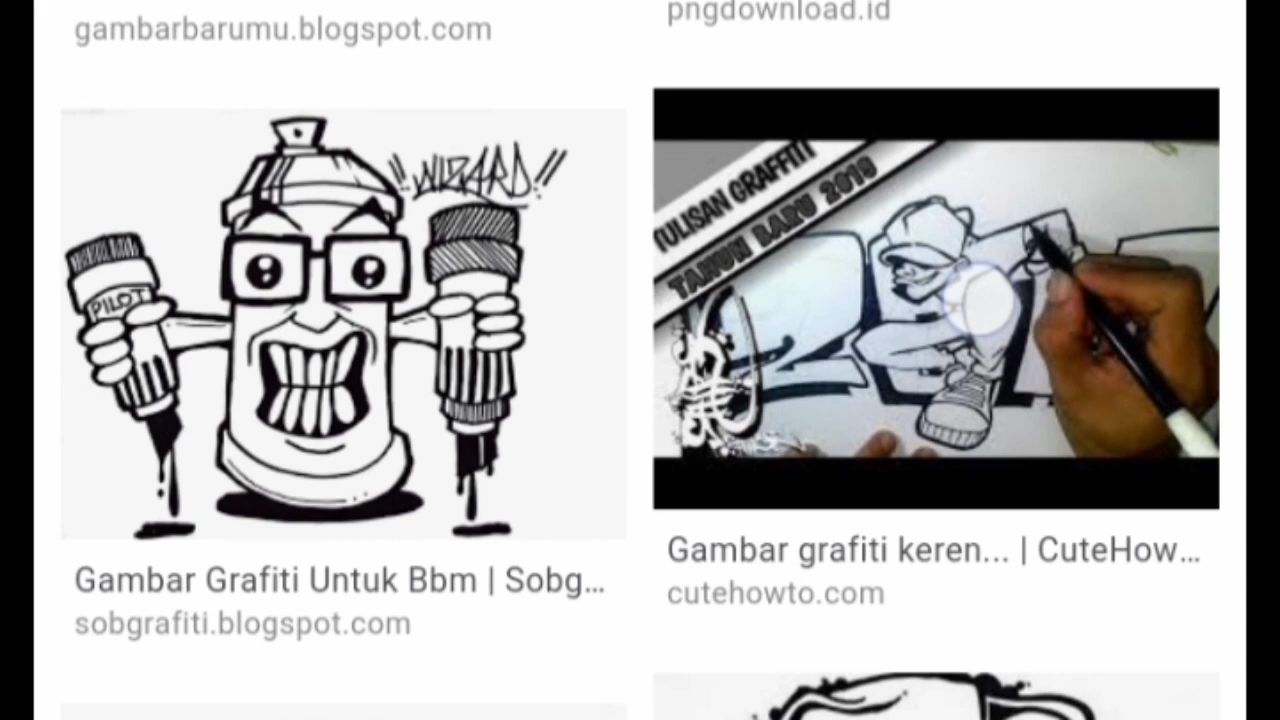 gambarbarumu.blogspot.com
pngdownload.id
"WIZARD"
PILOT
TULISAN GRAFFITI
TAHUN BARU 2019
Gambar Grafiti Untuk Bbm | Sobg...
sobgrafiti.blogspot.com
Gambar grafiti keren... | CuteHow...
cutehowto.com